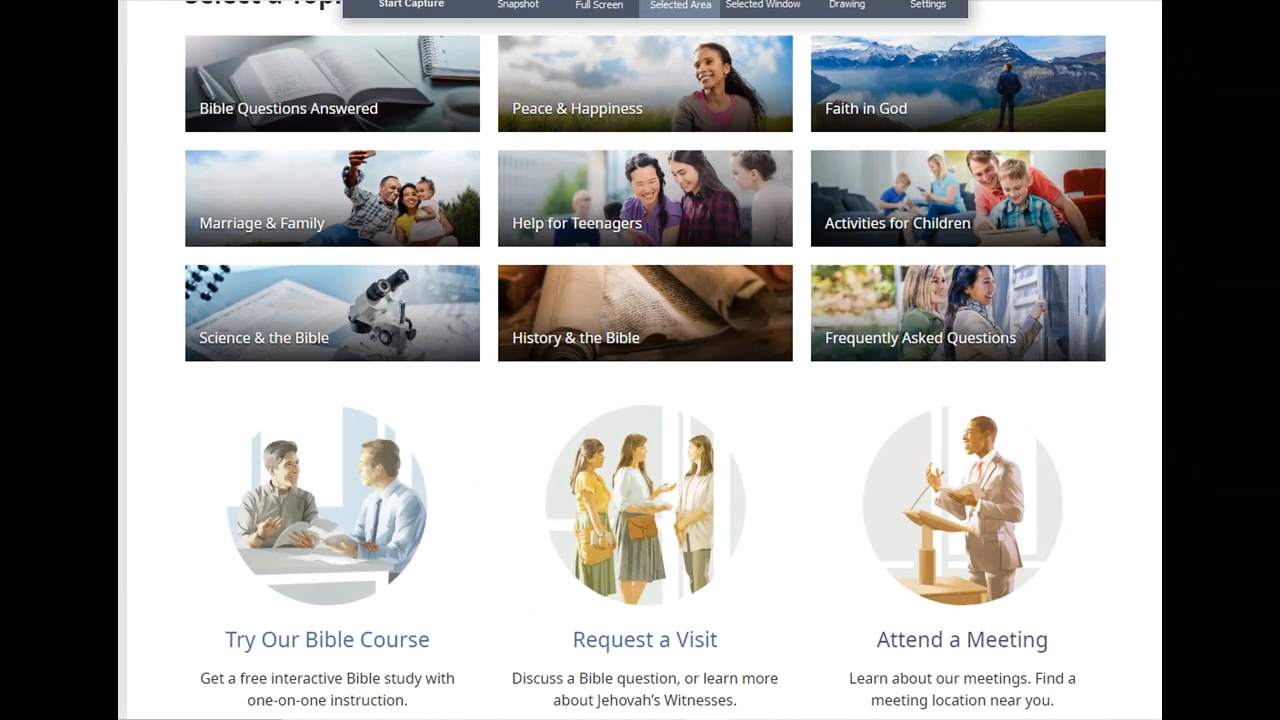 Select a Topic
Start Capture Snapshot Full Screen Selected Area Selected Window Drawing Settings
Bible Questions Answered
Peace & Happiness
Faith in God
Marriage & Family
Help for Teenagers
Activities for Children
Science & the Bible
History & the Bible
Frequently Asked Questions
Try Our Bible Course
Get a free interactive Bible study with
one-on-one instruction.
Request a Visit
Discuss a Bible question, or learn more
about Jehovah’s Witnesses.
Attend a Meeting
Learn about our meetings. Find a
meeting location near you.